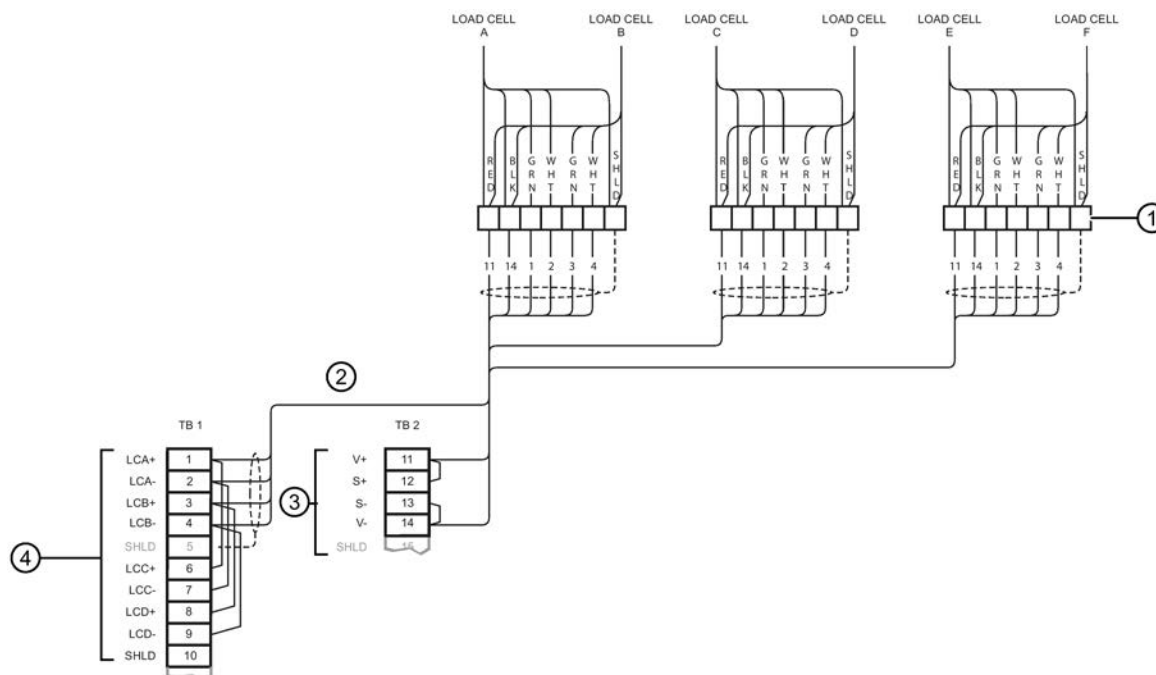 LOAD CELL A
LOAD CELL B
LOAD CELL C
LOAD CELL D
LOAD CELL E
LOAD CELL F
RED BLK GRN WHT GRN WHT SHLD
RED BLK GRN WHT GRN WHT SHLD
RED BLK GRN WHT GRN WHT SHLD
1
11 14 1 2 3 4
11 14 1 2 3 4
11 14 1 2 3 4
2
TB 1
LCA+ 1
LCA- 2
LCB+ 3
LCB- 4
SHLD 5
LCC+ 6
LCC- 7
LCD+ 8
LCD- 9
SHLD 10
4
TB 2
V+ 11
S+ 12
S- 13
V- 14
SHLD
3